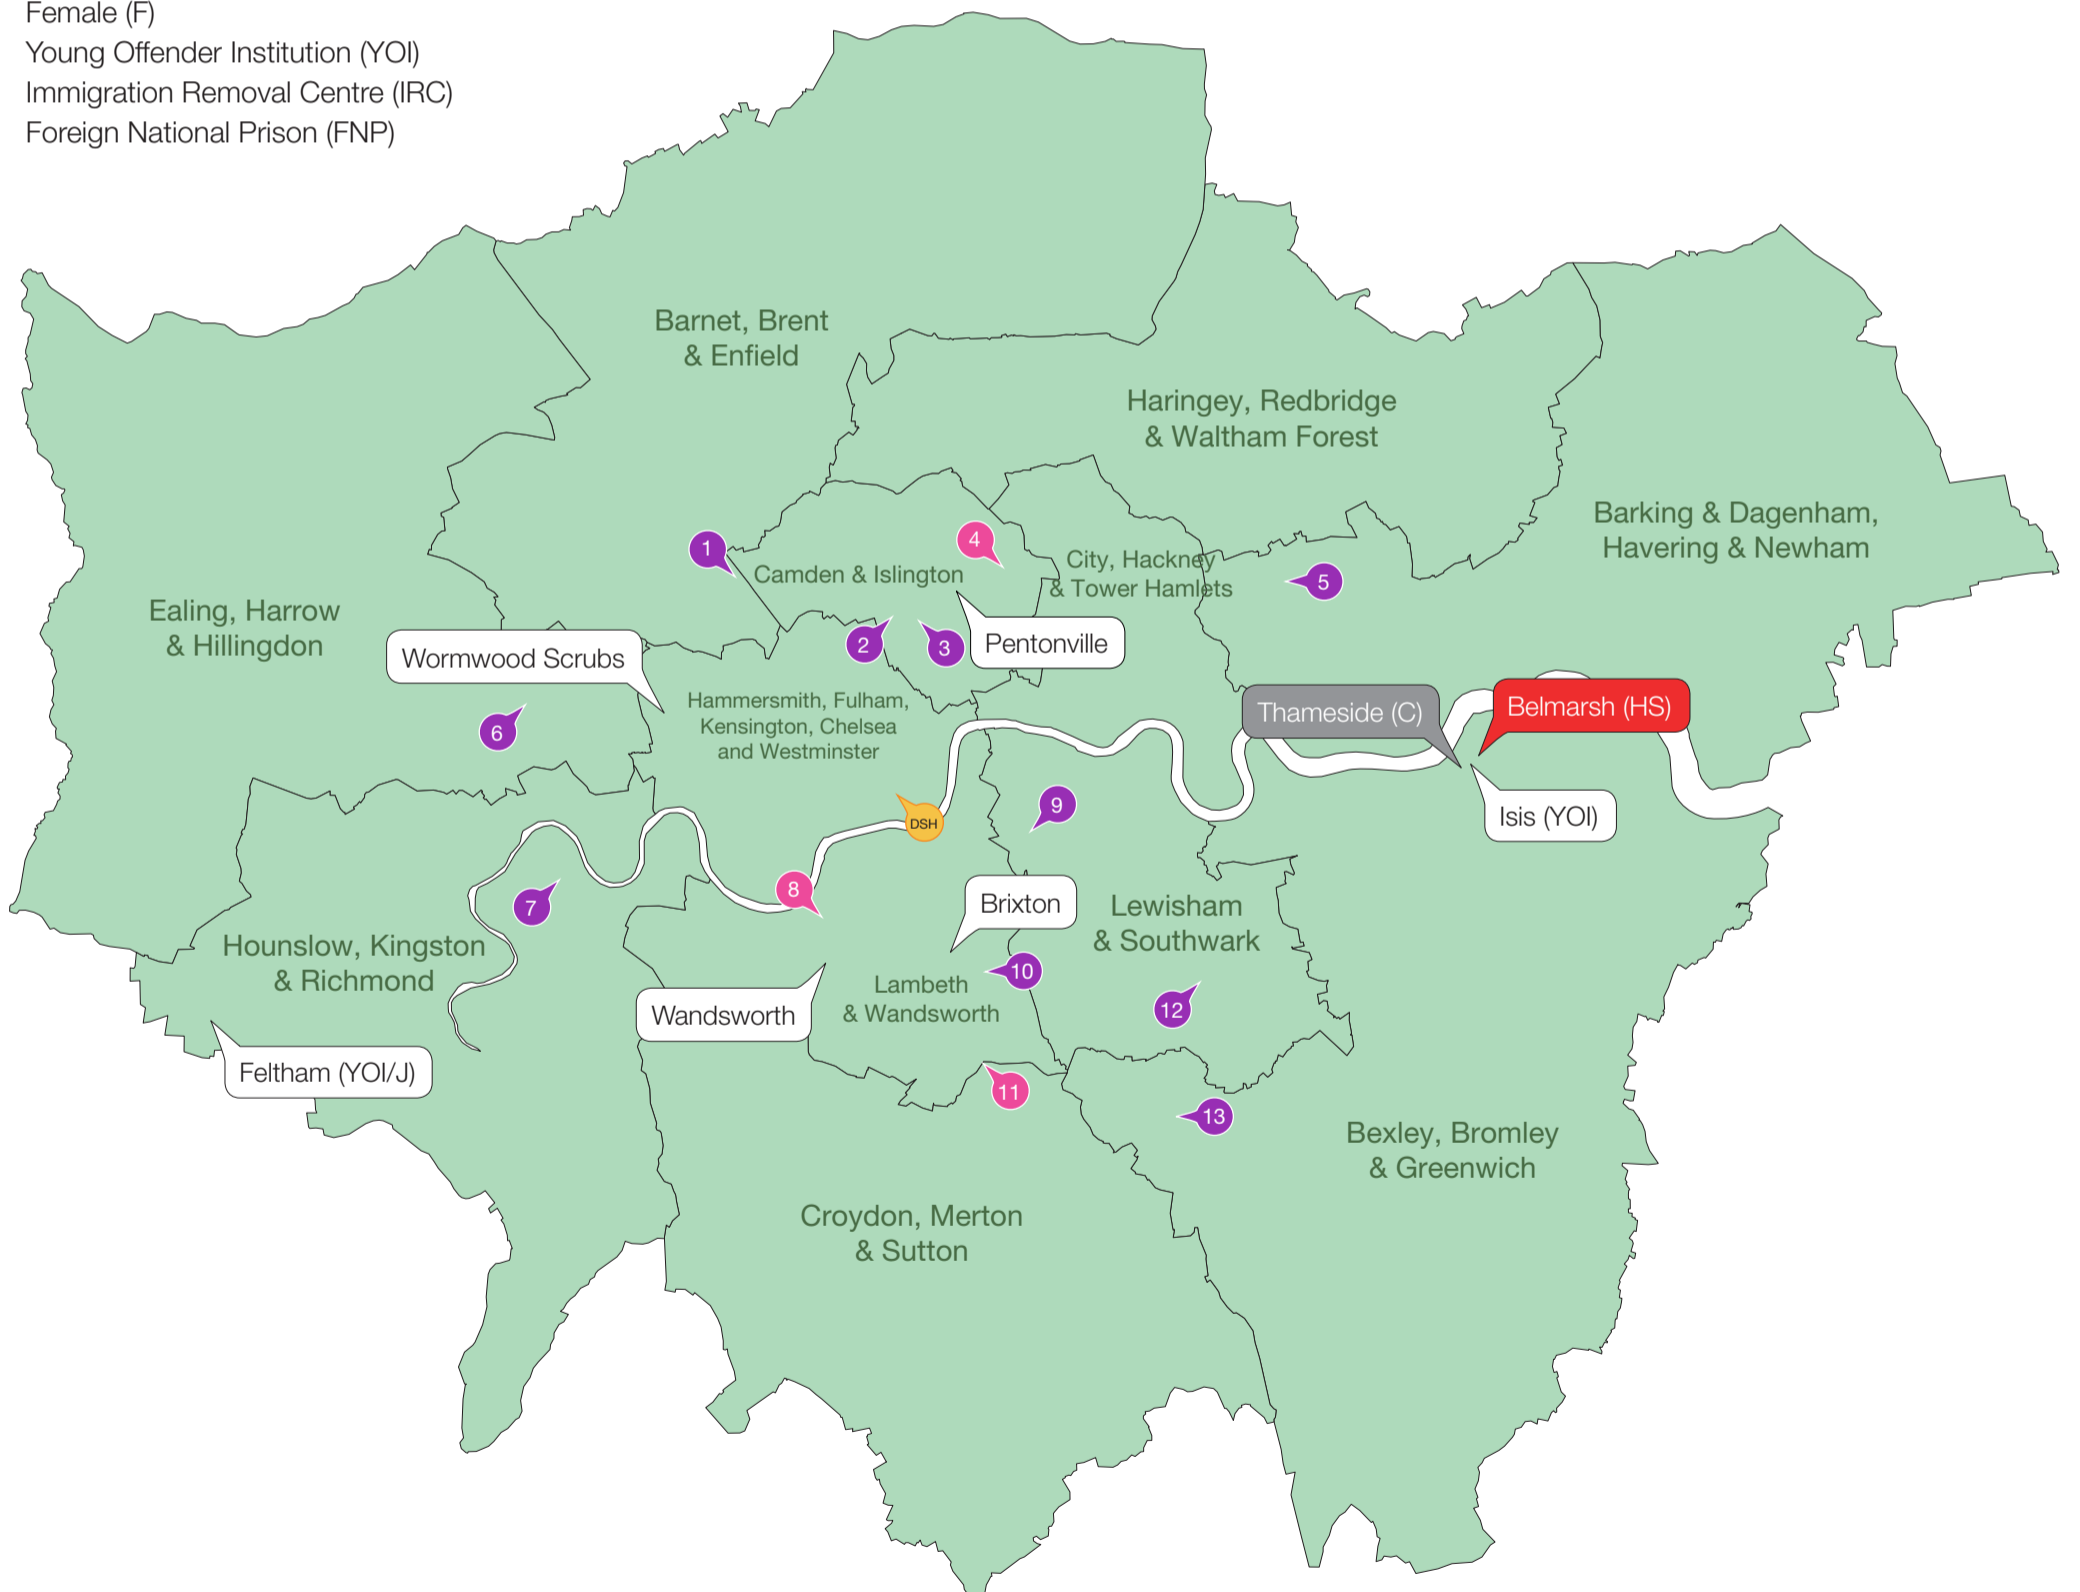 Female (F)
Young Offender Institution (YOI)
Immigration Removal Centre (IRC)
Foreign National Prison (FNP)
Barnet, Brent
& Enfield
Haringey, Redbridge
& Waltham Forest
Barking & Dagenham,
Havering & Newham
1
4
Camden & Islington
City, Hackney
& Tower Hamlets
5
Ealing, Harrow
& Hillingdon
Wormwood Scrubs
2
3
Pentonville
Hammersmith, Fulham,
Kensington, Chelsea
and Westminster
6
Thameside (C)
Belmarsh (HS)
DSH
9
Isis (YOI)
8
7
Brixton
Lewisham
& Southwark
Hounslow, Kingston
& Richmond
10
Lambeth
& Wandsworth
Wandsworth
12
Feltham (YOI/J)
11
13
Bexley, Bromley
& Greenwich
Croydon, Merton
& Sutton